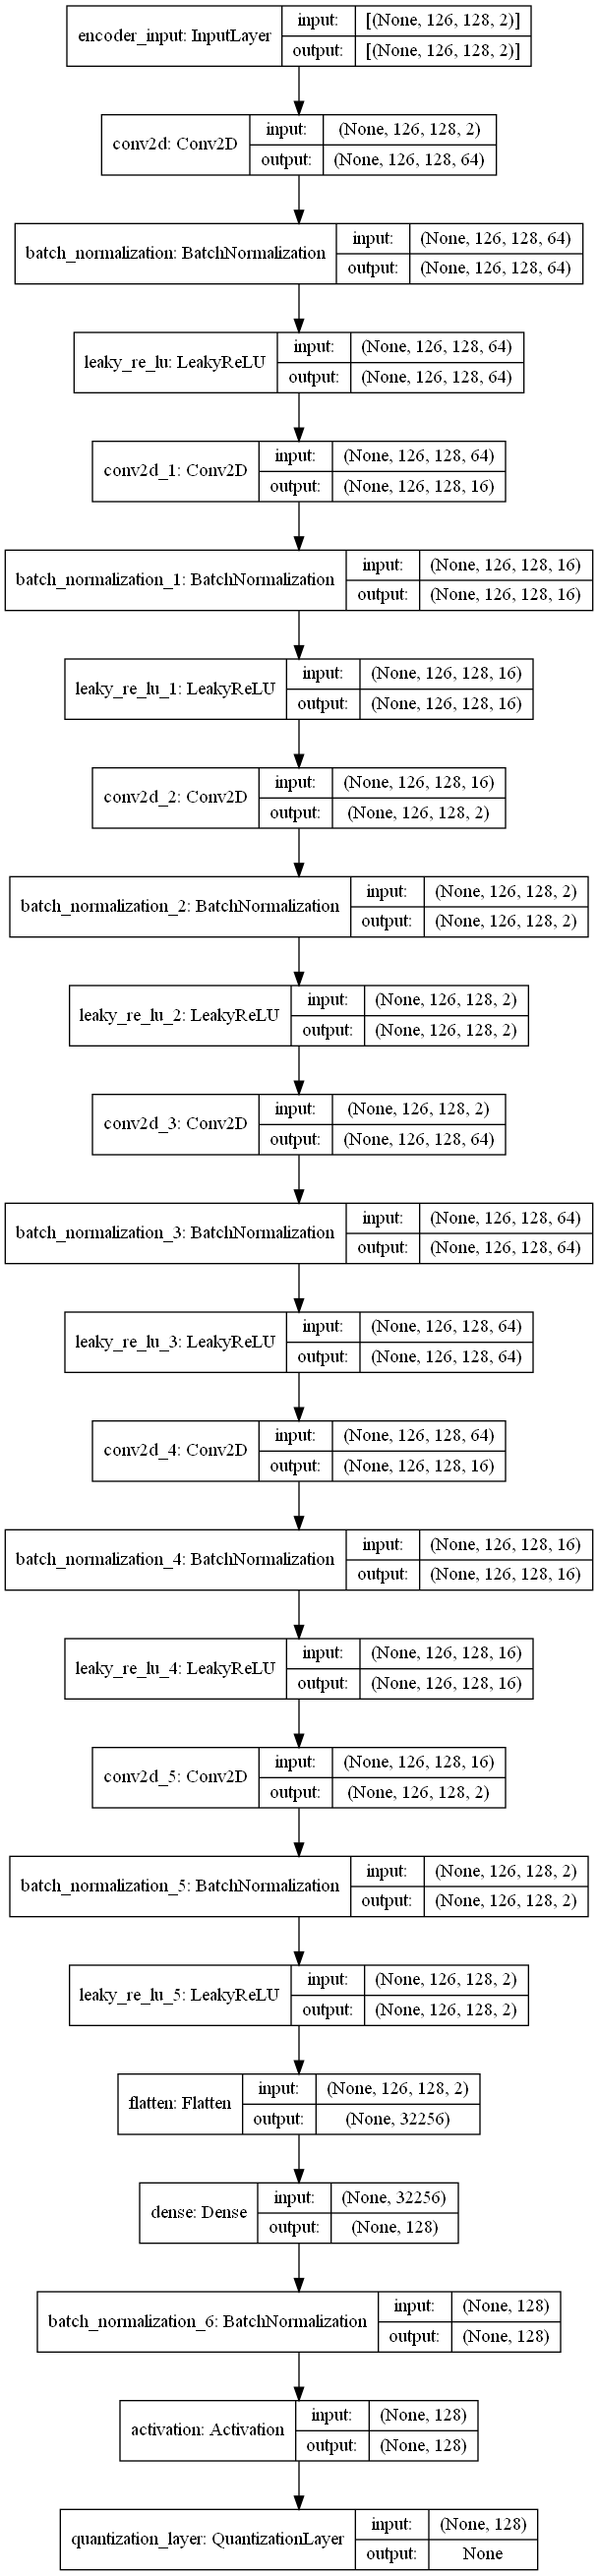 encoder_input: InputLayer input: [(None, 126, 128, 2)]
output: [(None, 126, 128, 2)]
conv2d: Conv2D input: (None, 126, 128, 2)
output: (None, 126, 128, 64)
batch_normalization: BatchNormalization input: (None, 126, 128, 64)
output: (None, 126, 128, 64)
leaky_re_lu: LeakyReLU input: (None, 126, 128, 64)
output: (None, 126, 128, 64)
conv2d_1: Conv2D input: (None, 126, 128, 64)
output: (None, 126, 128, 16)
batch_normalization_1: BatchNormalization input: (None, 126, 128, 16)
output: (None, 126, 128, 16)
leaky_re_lu_1: LeakyReLU input: (None, 126, 128, 16)
output: (None, 126, 128, 16)
conv2d_2: Conv2D input: (None, 126, 128, 16)
output: (None, 126, 128, 2)
batch_normalization_2: BatchNormalization input: (None, 126, 128, 2)
output: (None, 126, 128, 2)
leaky_re_lu_2: LeakyReLU input: (None, 126, 128, 2)
output: (None, 126, 128, 2)
conv2d_3: Conv2D input: (None, 126, 128, 2)
output: (None, 126, 128, 64)
batch_normalization_3: BatchNormalization input: (None, 126, 128, 64)
output: (None, 126, 128, 64)
leaky_re_lu_3: LeakyReLU input: (None, 126, 128, 64)
output: (None, 126, 128, 64)
conv2d_4: Conv2D input: (None, 126, 128, 64)
output: (None, 126, 128, 16)
batch_normalization_4: BatchNormalization input: (None, 126, 128, 16)
output: (None, 126, 128, 16)
leaky_re_lu_4: LeakyReLU input: (None, 126, 128, 16)
output: (None, 126, 128, 16)
conv2d_5: Conv2D input: (None, 126, 128, 16)
output: (None, 126, 128, 2)
batch_normalization_5: BatchNormalization input: (None, 126, 128, 2)
output: (None, 126, 128, 2)
leaky_re_lu_5: LeakyReLU input: (None, 126, 128, 2)
output: (None, 126, 128, 2)
flatten: Flatten input: (None, 126, 128, 2)
output: (None, 32256)
dense: Dense input: (None, 32256)
output: (None, 128)
batch_normalization_6: BatchNormalization input: (None, 128)
output: (None, 128)
activation: Activation input: (None, 128)
output: (None, 128)
quantization_layer: QuantizationLayer input: (None, 128)
output: None